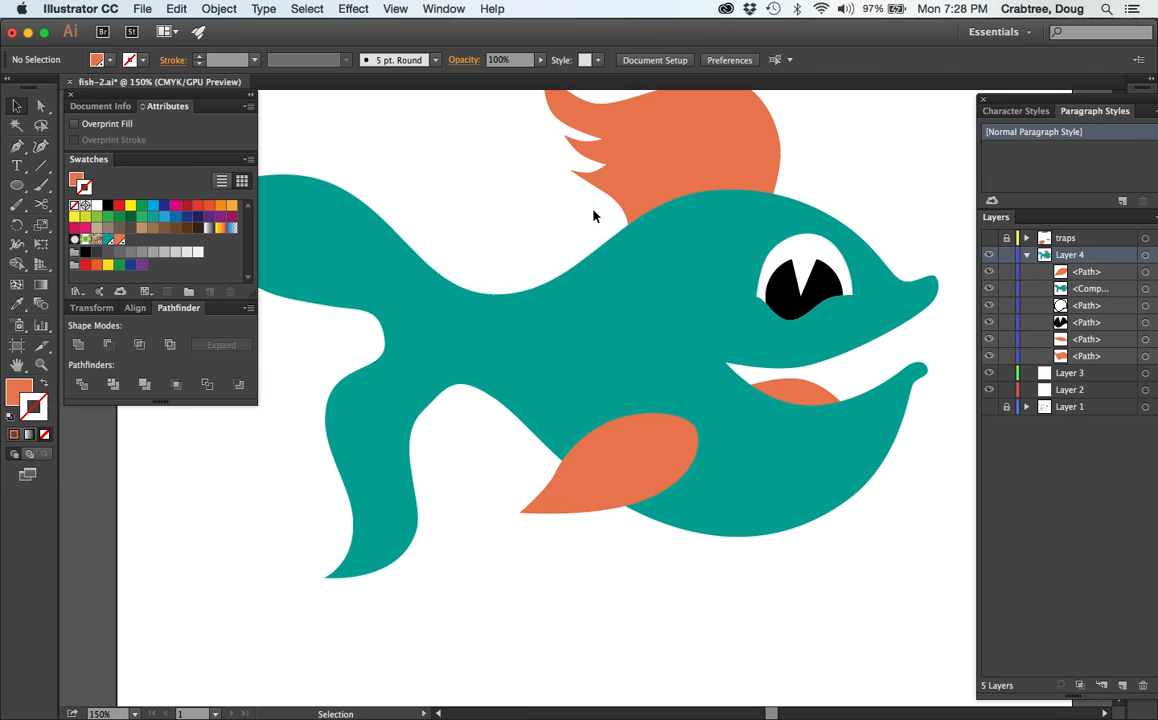 Illustrator CC File Edit Object Type Select Effect View Window Help 97% Mon 7:28 PM Crabtree, Doug
Ai Br St Essentials
No Selection Stroke: 5 pt. Round Opacity: 100% Style: Document Setup Preferences
× fish-2.ai* @ 150% (CMYK/GPU Preview)
Document Info Attributes
Overprint Fill
Overprint Stroke
Swatches
Transform Align Pathfinder
Shape Modes:
Expand
Pathfinders:
Character Styles Paragraph Styles
[Normal Paragraph Style]
Layers
traps
Layer 4
<Path>
<Comp...
<Path>
<Path>
<Path>
<Path>
Layer 3
Layer 2
Layer 1
5 Layers
150% 1 Selection